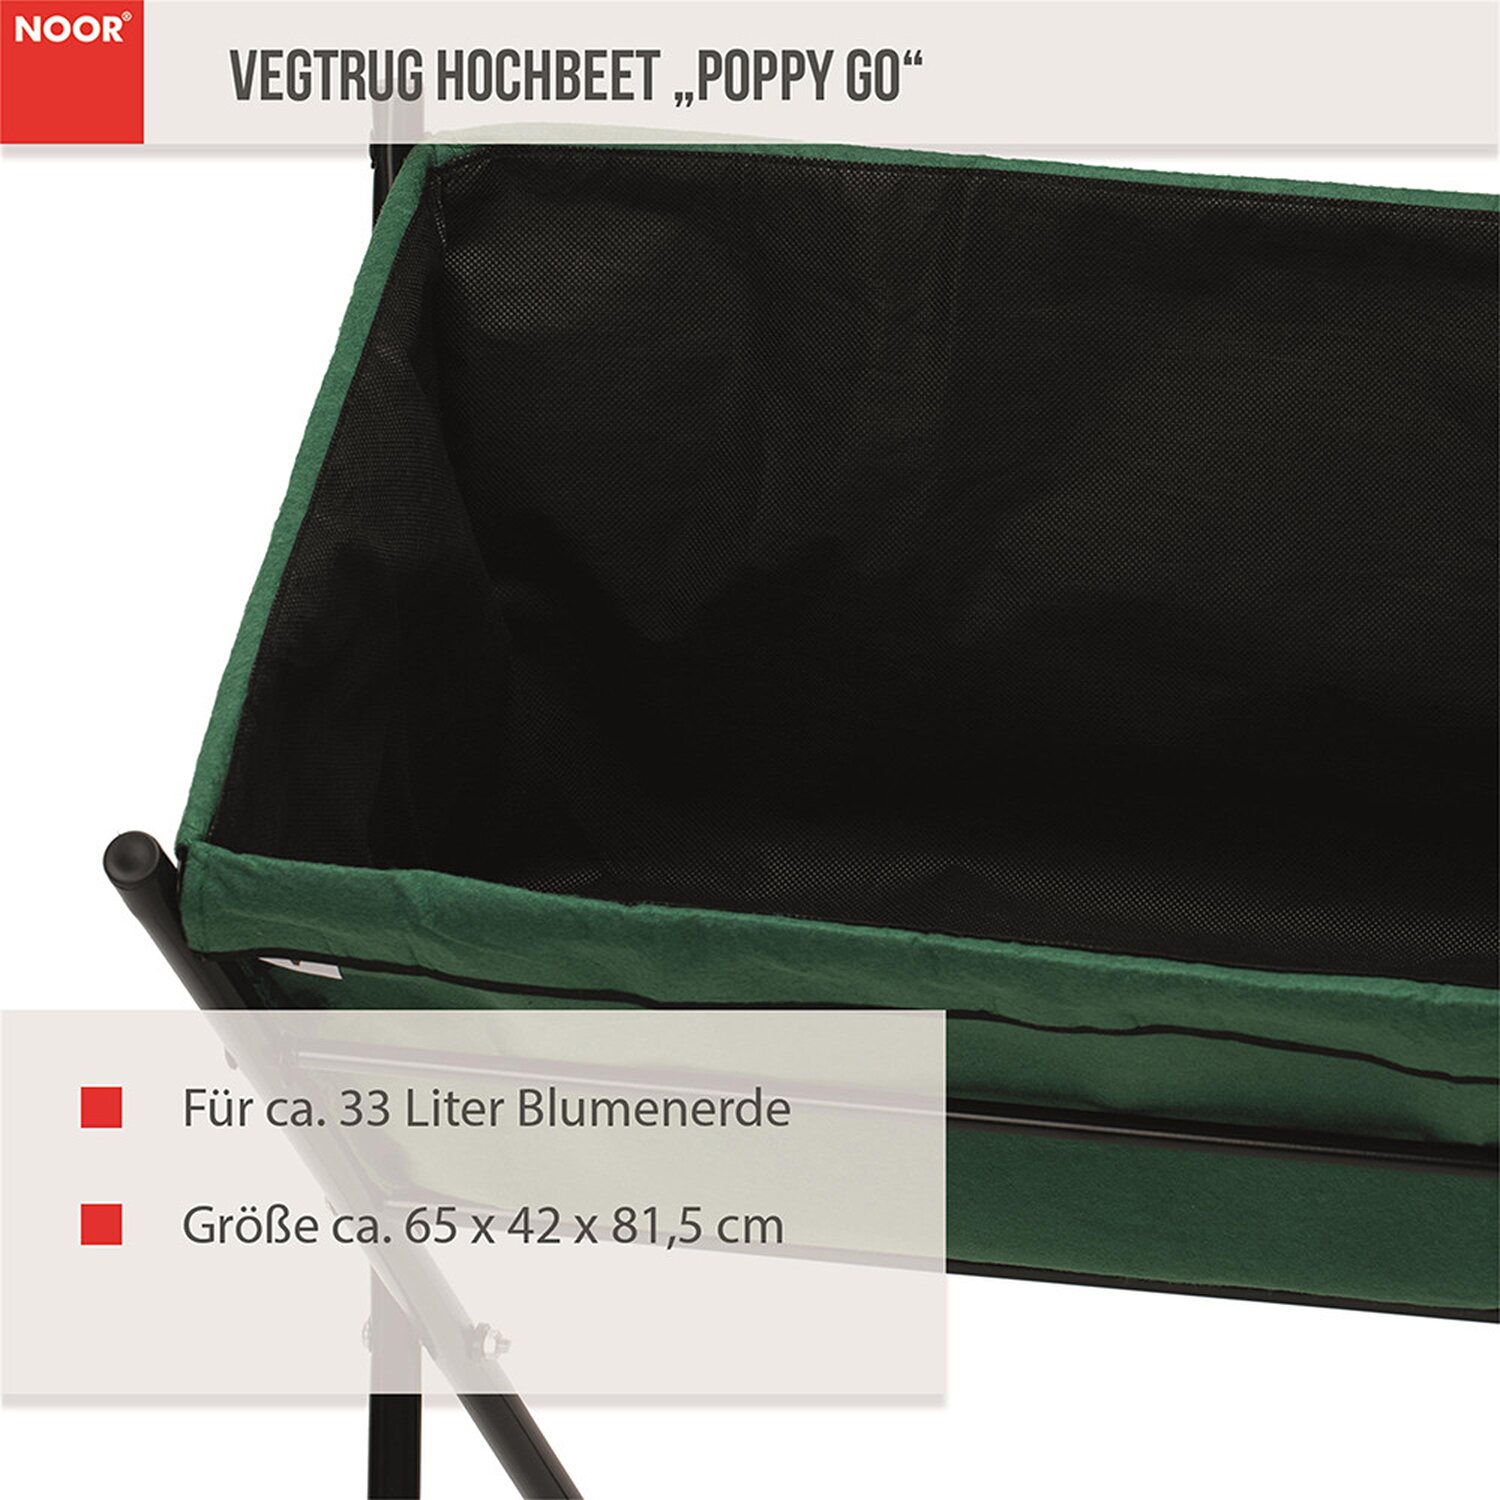 NOOR®
VEGTRUG HOCHBEET „POPPY GO“
Für ca. 33 Liter Blumenerde
Größe ca. 65 x 42 x 81,5 cm